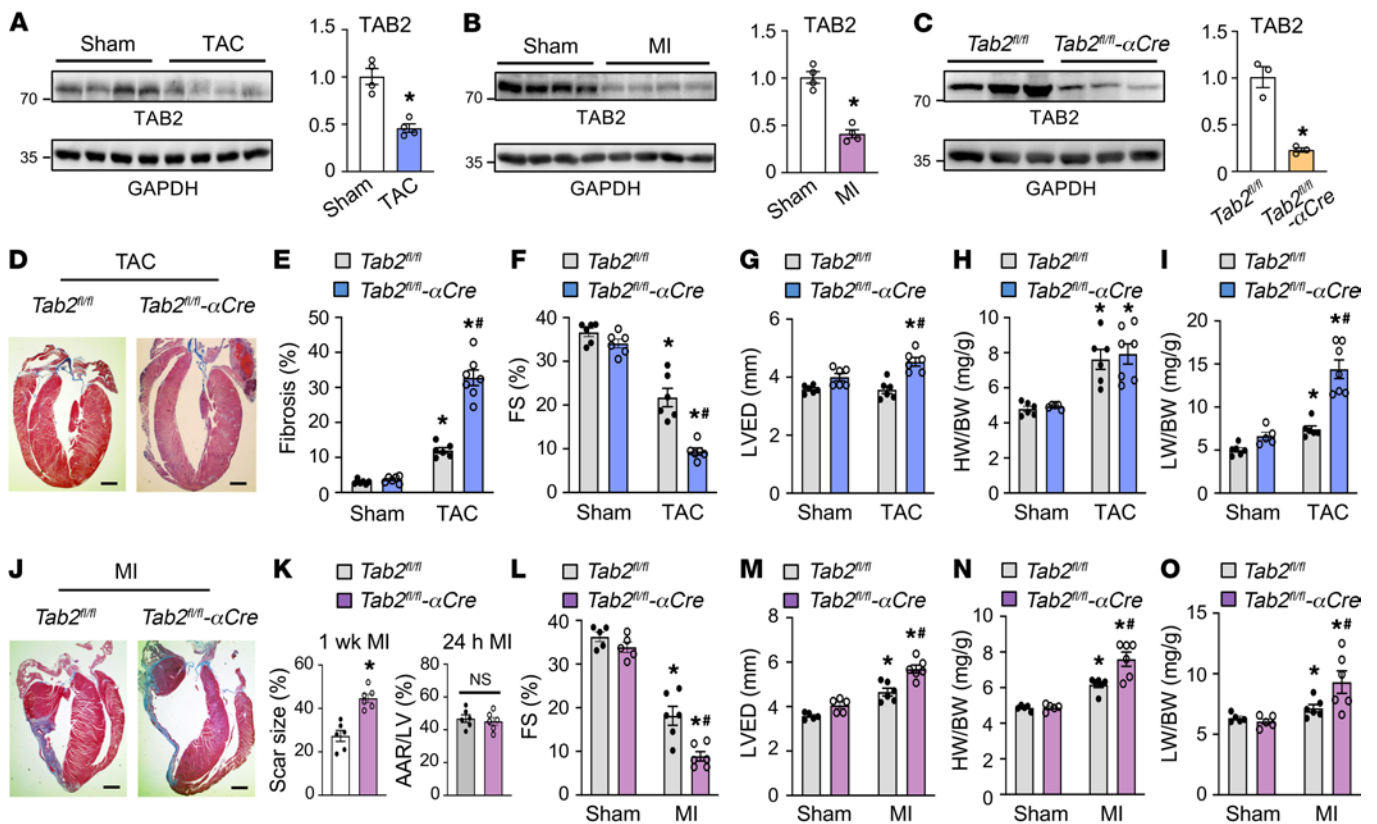 A
Sham TAC
70
TAB2
35
GAPDH
TAB2
1.5
1.0
0.5
0
*
Sham
TAC
B
Sham MI
70
TAB2
35
GAPDH
TAB2
1.5
1.0
0.5
0
*
Sham
MI
C
Tab2fl/fl Tab2fl/fl-αCre
70
TAB2
35
GAPDH
TAB2
1.5
1.0
0.5
0
*
Tab2fl/fl
Tab2fl/fl
-αCre
D
TAC
Tab2fl/fl Tab2fl/fl-αCre
E
Tab2fl/fl
Tab2fl/fl-αCre
Fibrosis (%)
50
40
30
20
10
0
*
*#
Sham TAC
F
Tab2fl/fl
Tab2fl/fl-αCre
FS (%)
40
30
20
10
0
*
*#
Sham TAC
G
Tab2fl/fl
Tab2fl/fl-αCre
LVED (mm)
6
4
2
0
*#
Sham TAC
H
Tab2fl/fl
Tab2fl/fl-αCre
HW/BW (mg/g)
10
8
6
4
2
0
* *
Sham TAC
I
Tab2fl/fl
Tab2fl/fl-αCre
LW/BW (mg/g)
20
15
10
5
0
*
*#
Sham TAC
J
MI
Tab2fl/fl Tab2fl/fl-αCre
K
Tab2fl/fl
Tab2fl/fl-αCre
1 wk MI
Scar size (%)
60
40
20
0
*
24 h MI
AAR/LV (%)
80
60
40
20
0
NS
L
Tab2fl/fl
Tab2fl/fl-αCre
FS (%)
40
30
20
10
0
*
*#
Sham MI
M
Tab2fl/fl
Tab2fl/fl-αCre
LVED (mm)
8
6
4
2
0
*
*#
Sham MI
N
Tab2fl/fl
Tab2fl/fl-αCre
HW/BW (mg/g)
10
8
6
4
2
0
*
*#
Sham MI
O
Tab2fl/fl
Tab2fl/fl-αCre
LW/BW (mg/g)
15
10
5
0
*
*#
Sham MI